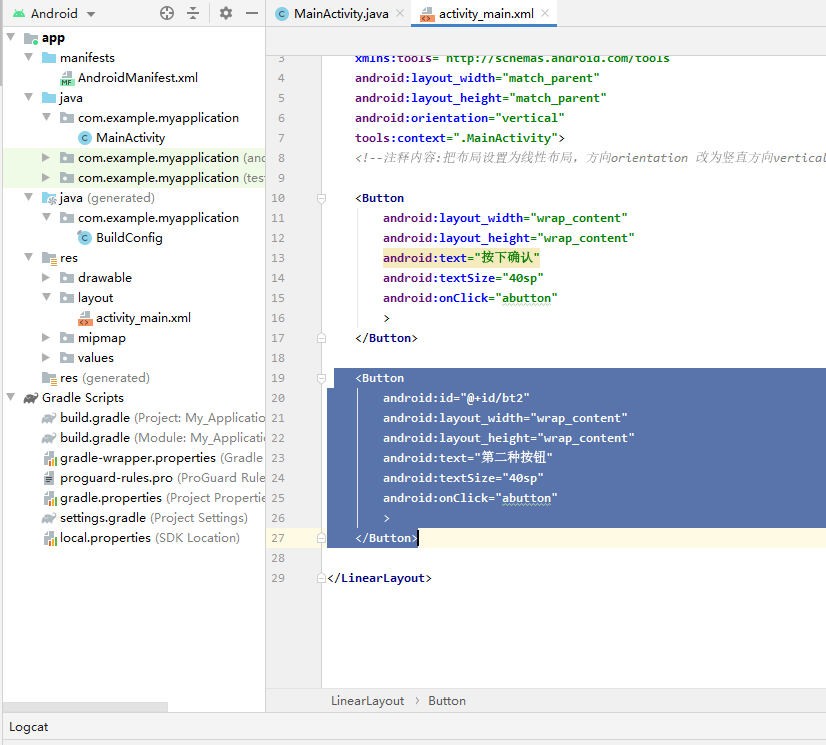 Android
MainActivity.java
activity_main.xml
app
manifests
AndroidManifest.xml
java
com.example.myapplication
MainActivity
com.example.myapplication (and
com.example.myapplication (tes
java (generated)
com.example.myapplication
BuildConfig
res
drawable
layout
activity_main.xml
mipmap
values
res (generated)
Gradle Scripts
build.gradle (Project: My_Applicatio
build.gradle (Module: My_Applicati
gradle-wrapper.properties (Gradle
proguard-rules.pro (ProGuard Rule
gradle.properties (Project Propertie
settings.gradle (Project Settings)
local.properties (SDK Location)
3 xmlns:tools="http://schemas.android.com/tools
4 android:layout_width="match_parent"
5 android:layout_height="match_parent"
6 android:orientation="vertical"
7 tools:context=".MainActivity">
8 <!--注释内容:把布局设置为线性布局，方向orientation 改为竖直方向vertical
9
10 <Button
11 android:layout_width="wrap_content"
12 android:layout_height="wrap_content"
13 android:text="按下确认"
14 android:textSize="40sp"
15 android:onClick="abutton"
16 >
17 </Button>
18
19 <Button
20 android:id="@+id/bt2"
21 android:layout_width="wrap_content"
22 android:layout_height="wrap_content"
23 android:text="第二种按钮"
24 android:textSize="40sp"
25 android:onClick="abutton"
26 >
27 </Button>
28
29 </LinearLayout>
LinearLayout › Button
Logcat